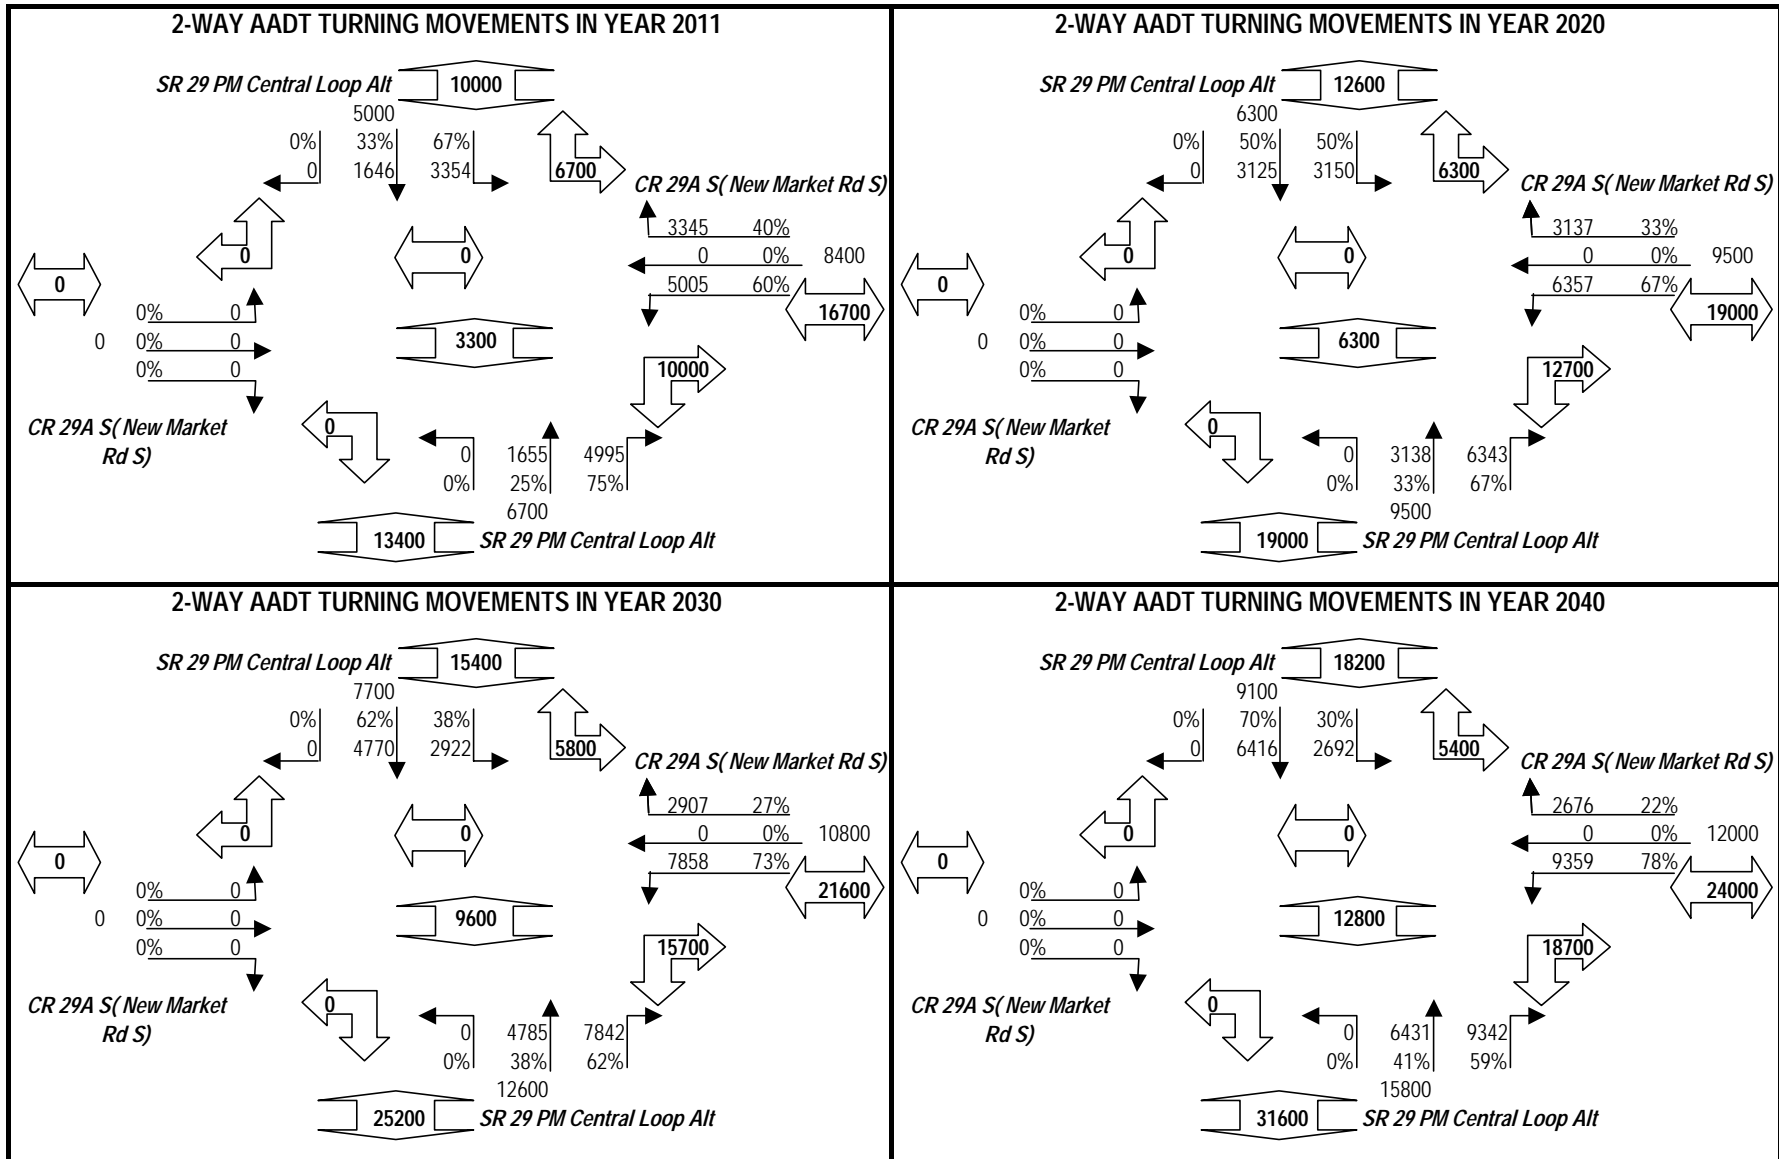 2-WAY AADT TURNING MOVEMENTS IN YEAR 2011
SR 29 PM Central Loop Alt 10000
5000
0% 33% 67%
0 1646 3354
6700
CR 29A S( New Market Rd S)
3345 40%
0 0 0% 8400
0
5005 60%
16700
0% 0
0 0% 0 3300
0% 0
10000
CR 29A S( New Market
Rd S)
0
0 1655 4995
0% 25% 75%
6700
13400 SR 29 PM Central Loop Alt
2-WAY AADT TURNING MOVEMENTS IN YEAR 2020
SR 29 PM Central Loop Alt 12600
6300
0% 50% 50%
0 3125 3150
6300
CR 29A S( New Market Rd S)
3137 33%
0 0 0% 9500
0
6357 67%
19000
0% 0
0 0% 0 6300
0% 0
12700
CR 29A S( New Market
Rd S)
0
0 3138 6343
0% 33% 67%
9500
19000 SR 29 PM Central Loop Alt
2-WAY AADT TURNING MOVEMENTS IN YEAR 2030
SR 29 PM Central Loop Alt 15400
7700
0% 62% 38%
0 4770 2922
5800
CR 29A S( New Market Rd S)
2907 27%
0 0 0% 10800
0
7858 73%
21600
0% 0
0 0% 0 9600
0% 0
15700
CR 29A S( New Market
Rd S)
0
0 4785 7842
0% 38% 62%
12600
25200 SR 29 PM Central Loop Alt
2-WAY AADT TURNING MOVEMENTS IN YEAR 2040
SR 29 PM Central Loop Alt 18200
9100
0% 70% 30%
0 6416 2692
5400
CR 29A S( New Market Rd S)
2676 22%
0 0 0% 12000
0
9359 78%
24000
0% 0
0 0% 0 12800
0% 0
18700
CR 29A S( New Market
Rd S)
0
0 6431 9342
0% 41% 59%
15800
31600 SR 29 PM Central Loop Alt